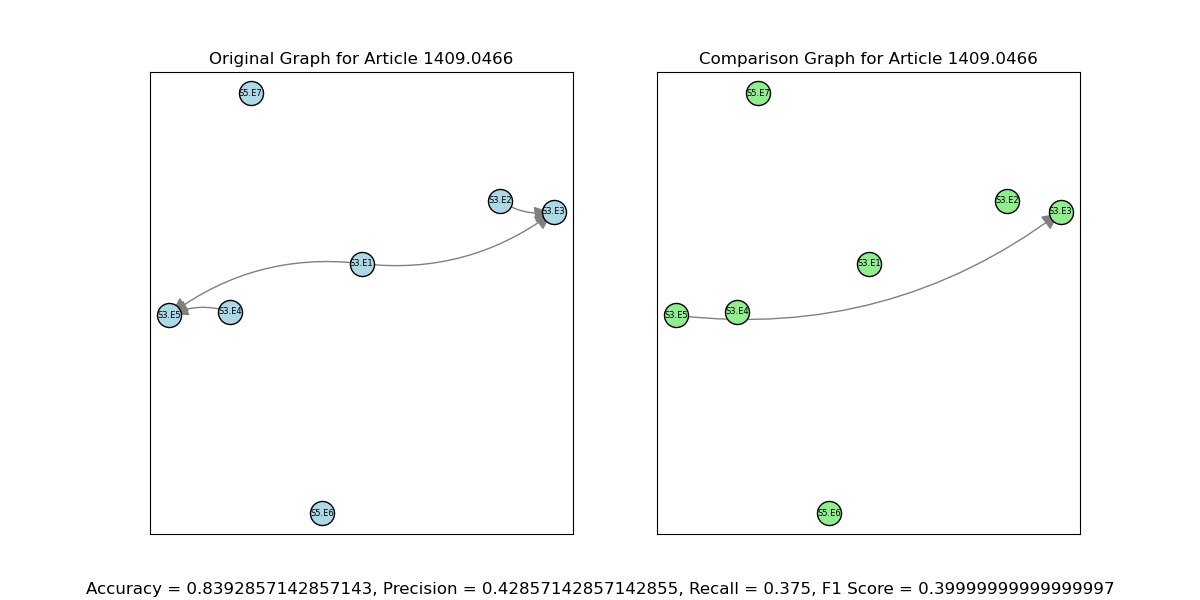 Original Graph for Article 1409.0466
Comparison Graph for Article 1409.0466
S5.E7
S3.E2
S3.E3
S3.E1
S3.E5
S3.E4
S5.E6
S5.E7
S3.E2
S3.E3
S3.E1
S3.E5
S3.E4
S5.E6
Accuracy = 0.8392857142857143, Precision = 0.42857142857142855, Recall = 0.375, F1 Score = 0.39999999999999997